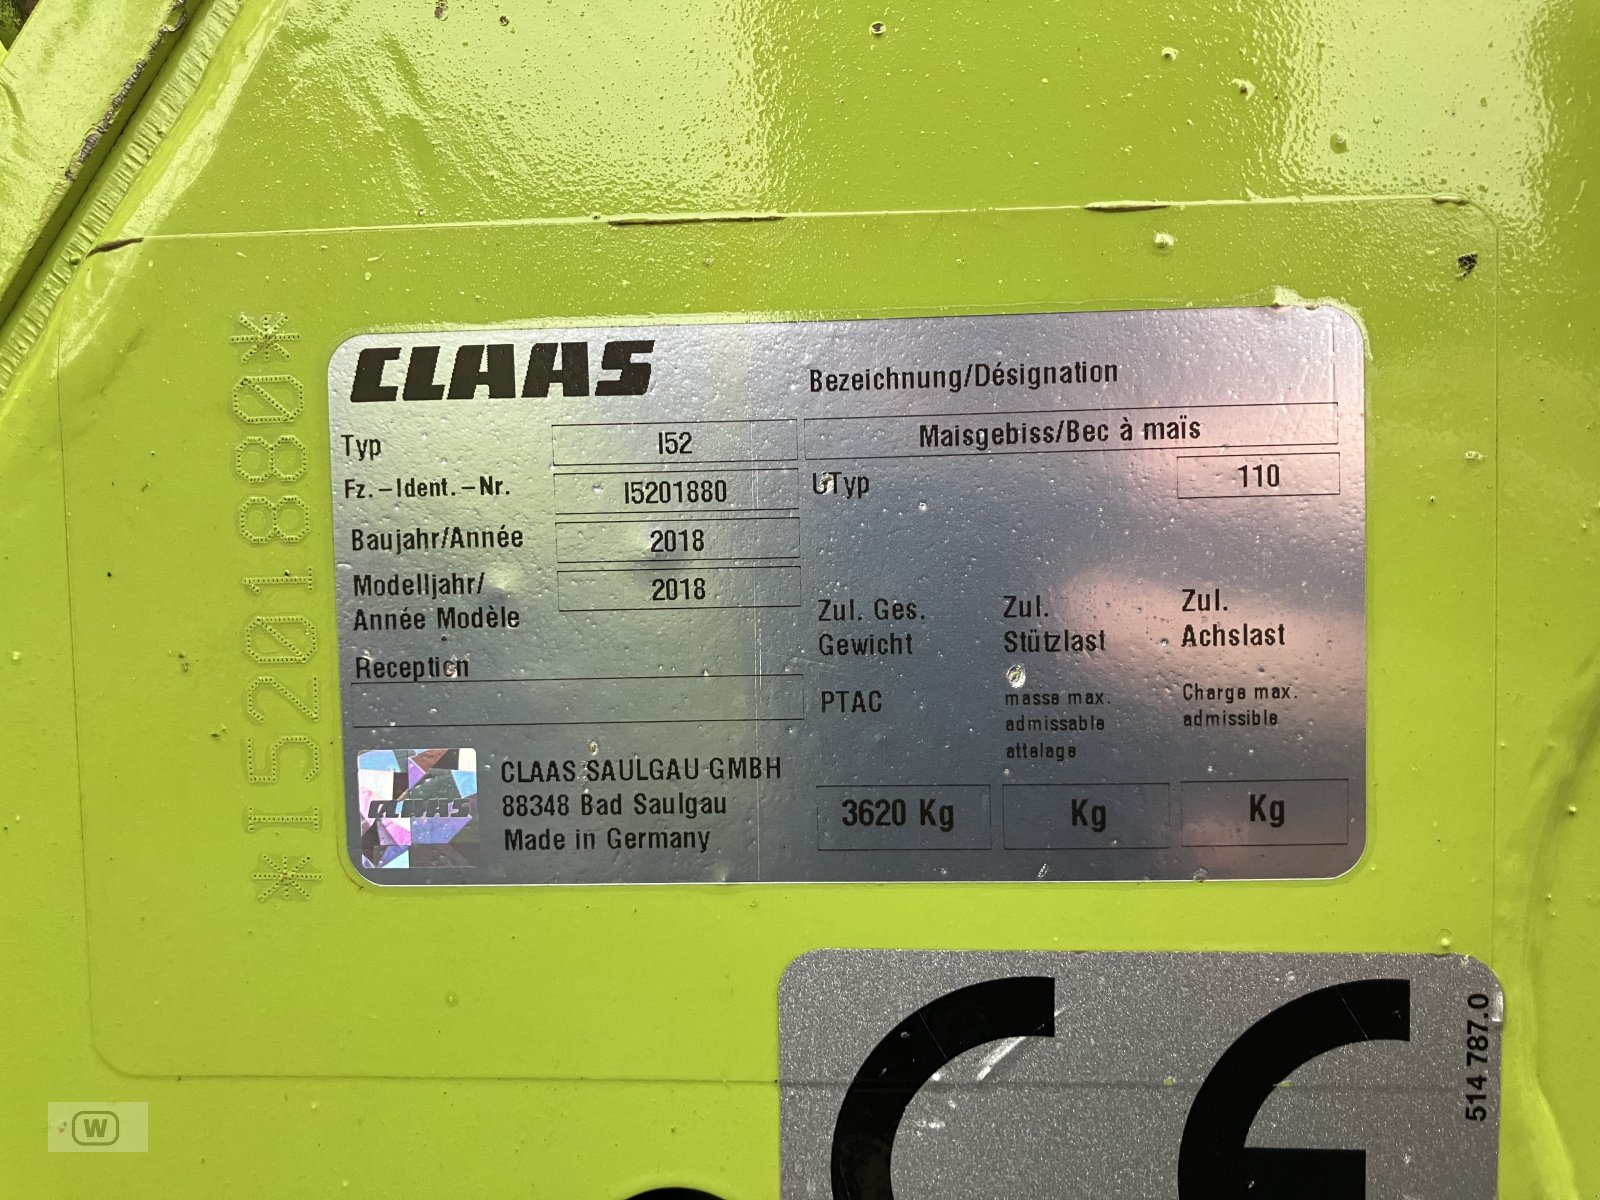 CLAAS
Bezeichnung/Désignation
Typ I52
Maisgebiss/Bec à maïs
Fz.-Ident.-Nr. I5201880
UTyp 110
Baujahr/Année 2018
Modelljahr/
Année Modèle 2018
Reception
Zul. Ges.
Gewicht
PTAC
3620 Kg
Zul.
Stützlast
masse max.
admissable
attelage
Kg
Zul.
Achslast
Charge max.
admissible
Kg
CLAAS
CLAAS SAULGAU GMBH
88348 Bad Saulgau
Made in Germany
*I5201880*
CE
514 787.0
W